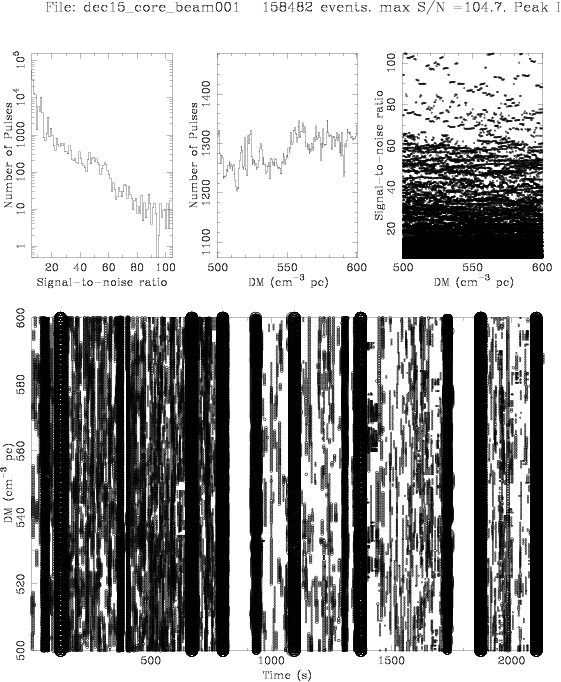 File: dec15_core_beam001 158482 events. max S/N =104.7. Peak
Number of Pulses
1 10 100 1000 10^4 10^5
20 40 60 80 100
Signal-to-noise ratio
Number of Pulses
1100 1200 1300 1400
500 550 600
DM (cm^-3 pc)
Signal-to-noise ratio
20 40 60 80 100
500 550 600
DM (cm^-3 pc)
DM (cm^-3 pc)
500 520 540 560 580 600
500 1000 1500 2000
Time (s)